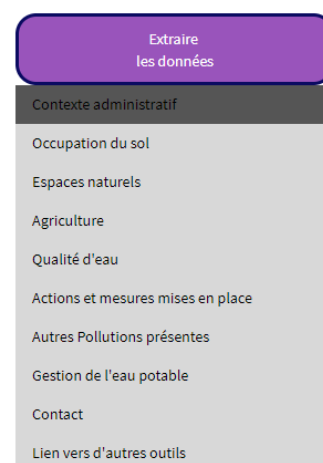 Extraire
les données
Contexte administratif
Occupation du sol
Espaces naturels
Agriculture
Qualité d'eau
Actions et mesures mises en place
Autres Pollutions présentes
Gestion de l'eau potable
Contact
Lien vers d'autres outils